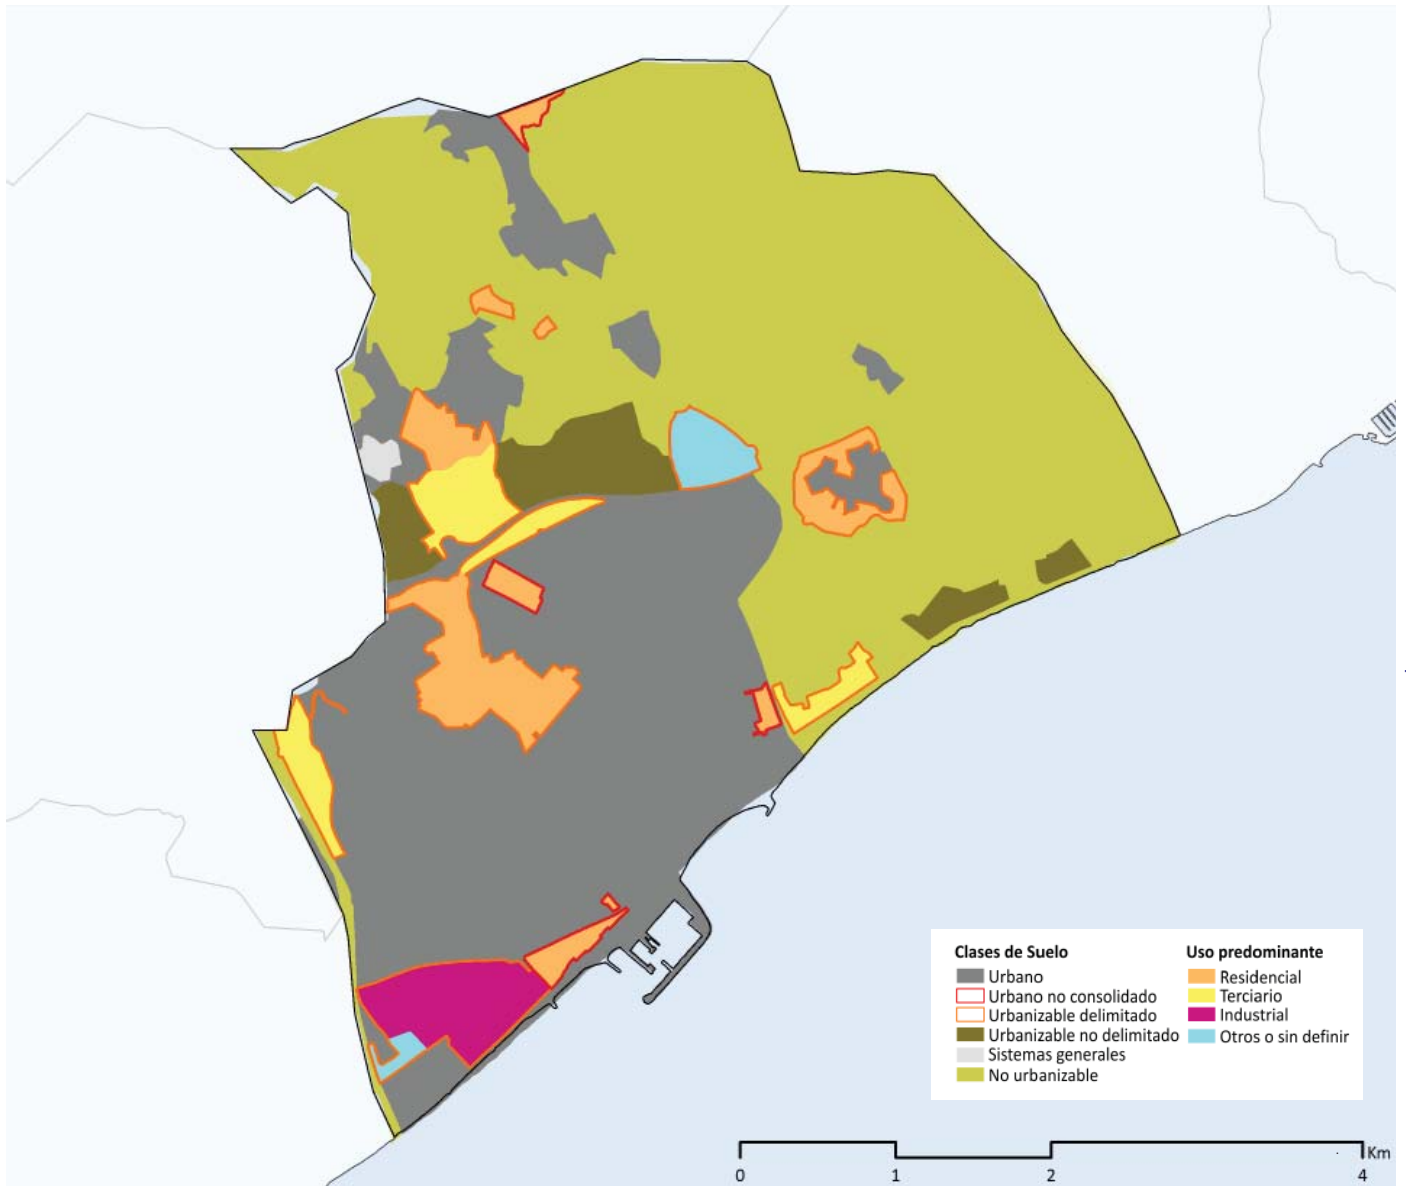 Clases de Suelo
Urbano
Urbano no consolidado
Urbanizable delimitado
Urbanizable no delimitado
Sistemas generales
No urbanizable
Uso predominante
Residencial
Terciario
Industrial
Otros o sin definir
Km
0 1 2 4